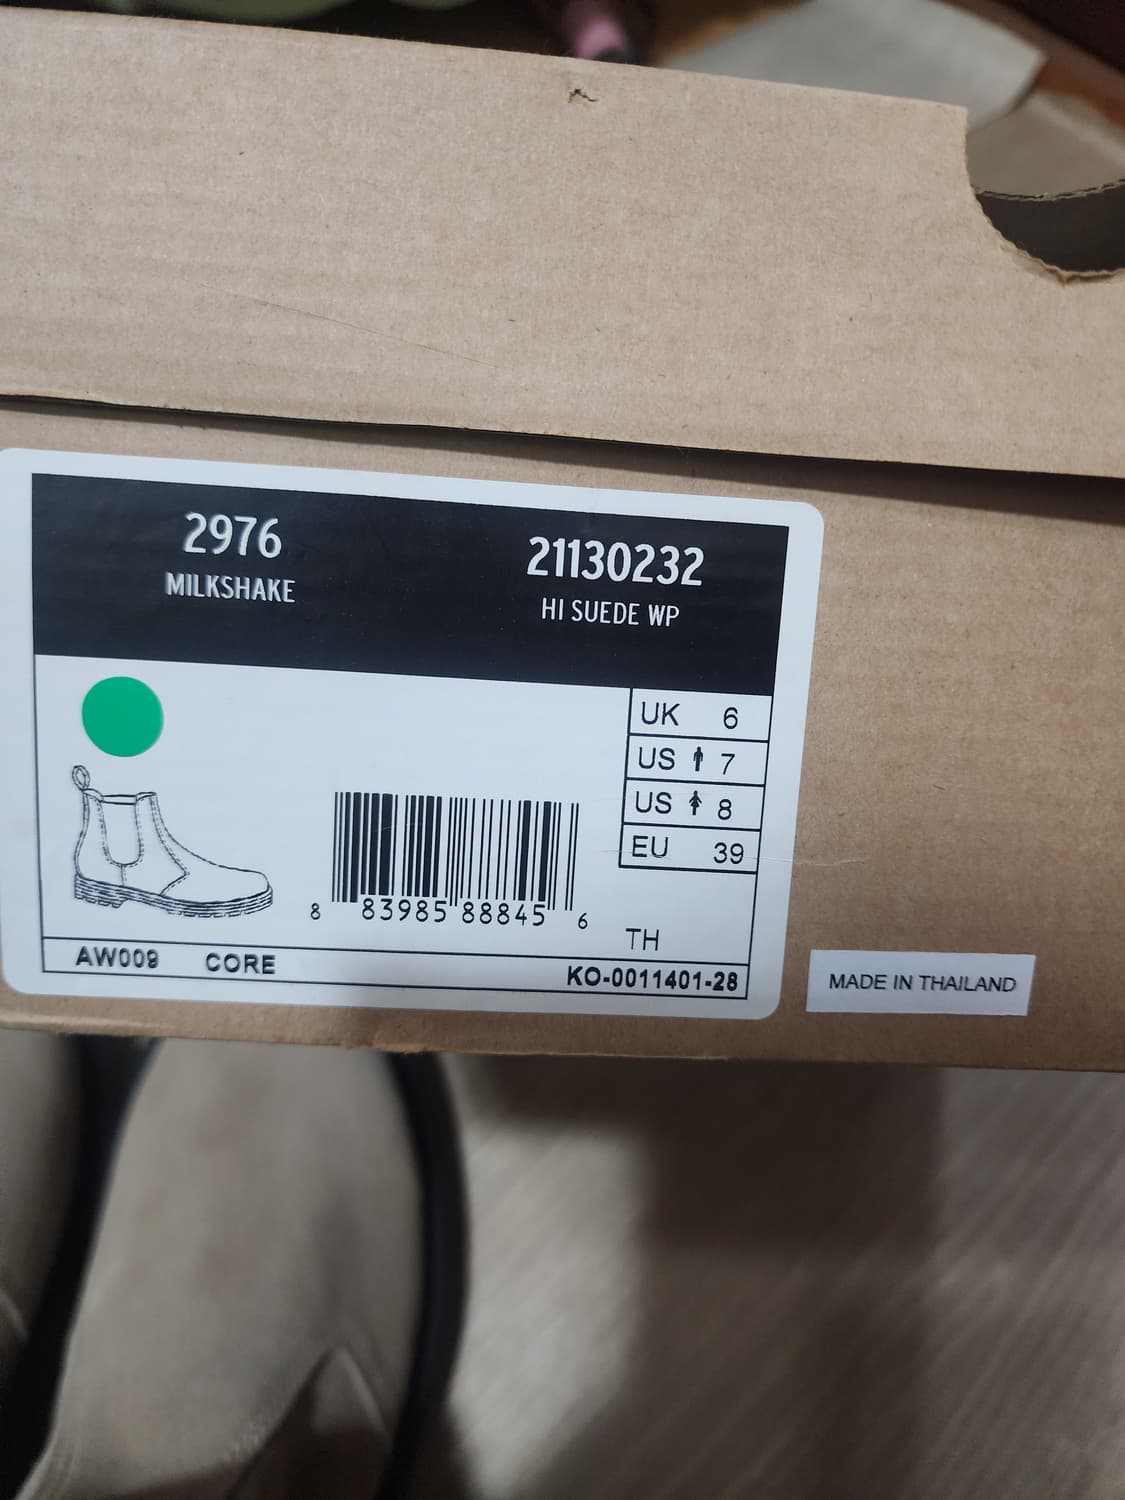 2976
MILKSHAKE
21130232
HI SUEDE WP
UK 6
US 7
US 8
EU 39
8 83985 88845 6
TH
AW009 CORE
KO-0011401-28
MADE IN THAILAND